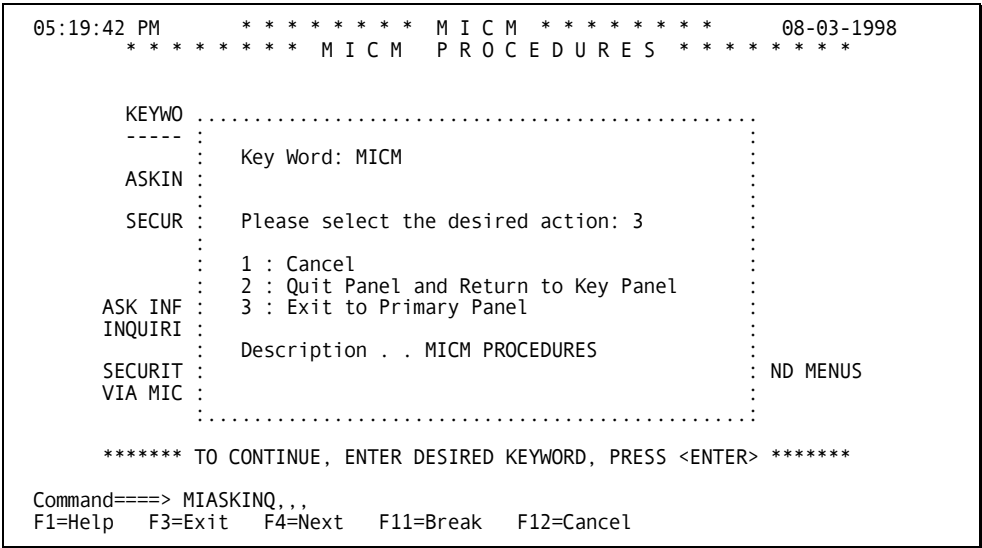 05:19:42 PM * * * * * * * * M I C M * * * * * * * * 08-03-1998
* * * * * * * * M I C M P R O C E D U R E S * * * * * * * *
KEYWO ................................................
----- : :
: Key Word: MICM :
ASKIN : :
: :
SECUR : Please select the desired action: 3 :
: :
: 1 : Cancel :
: 2 : Quit Panel and Return to Key Panel :
ASK INF : 3 : Exit to Primary Panel :
INQUIRI : :
: Description . . MICM PROCEDURES :
SECURIT : : ND MENUS
VIA MIC : :
:...............................................:
******* TO CONTINUE, ENTER DESIRED KEYWORD, PRESS <ENTER> *******
Command====> MIASKINQ,,,
F1=Help F3=Exit F4=Next F11=Break F12=Cancel